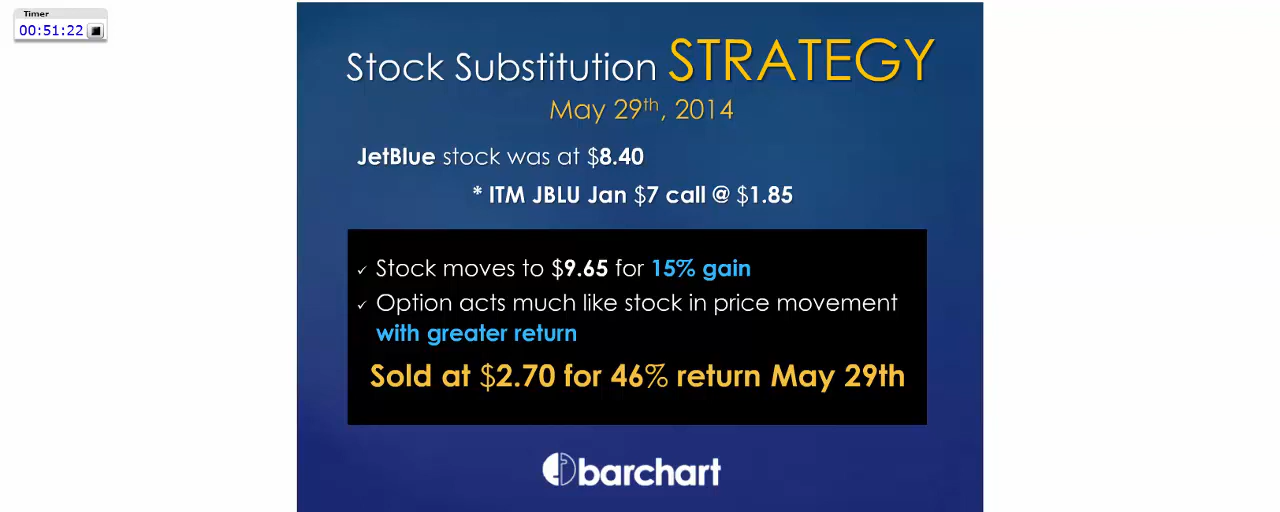 Timer
00:51:22
Stock Substitution STRATEGY
May 29th, 2014
JetBlue stock was at $8.40
* ITM JBLU Jan $7 call @ $1.85
✓ Stock moves to $9.65 for 15% gain
✓ Option acts much like stock in price movement
with greater return
Sold at $2.70 for 46% return May 29th
barchart